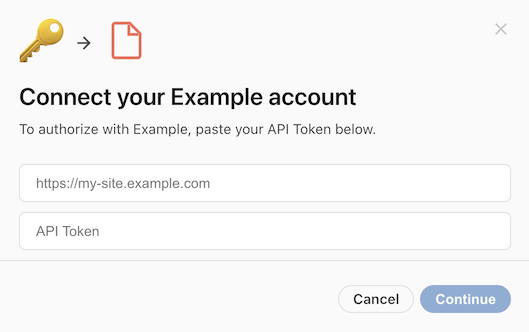 Connect your Example account
To authorize with Example, paste your API Token below.
https://my-site.example.com
API Token
Cancel
Continue